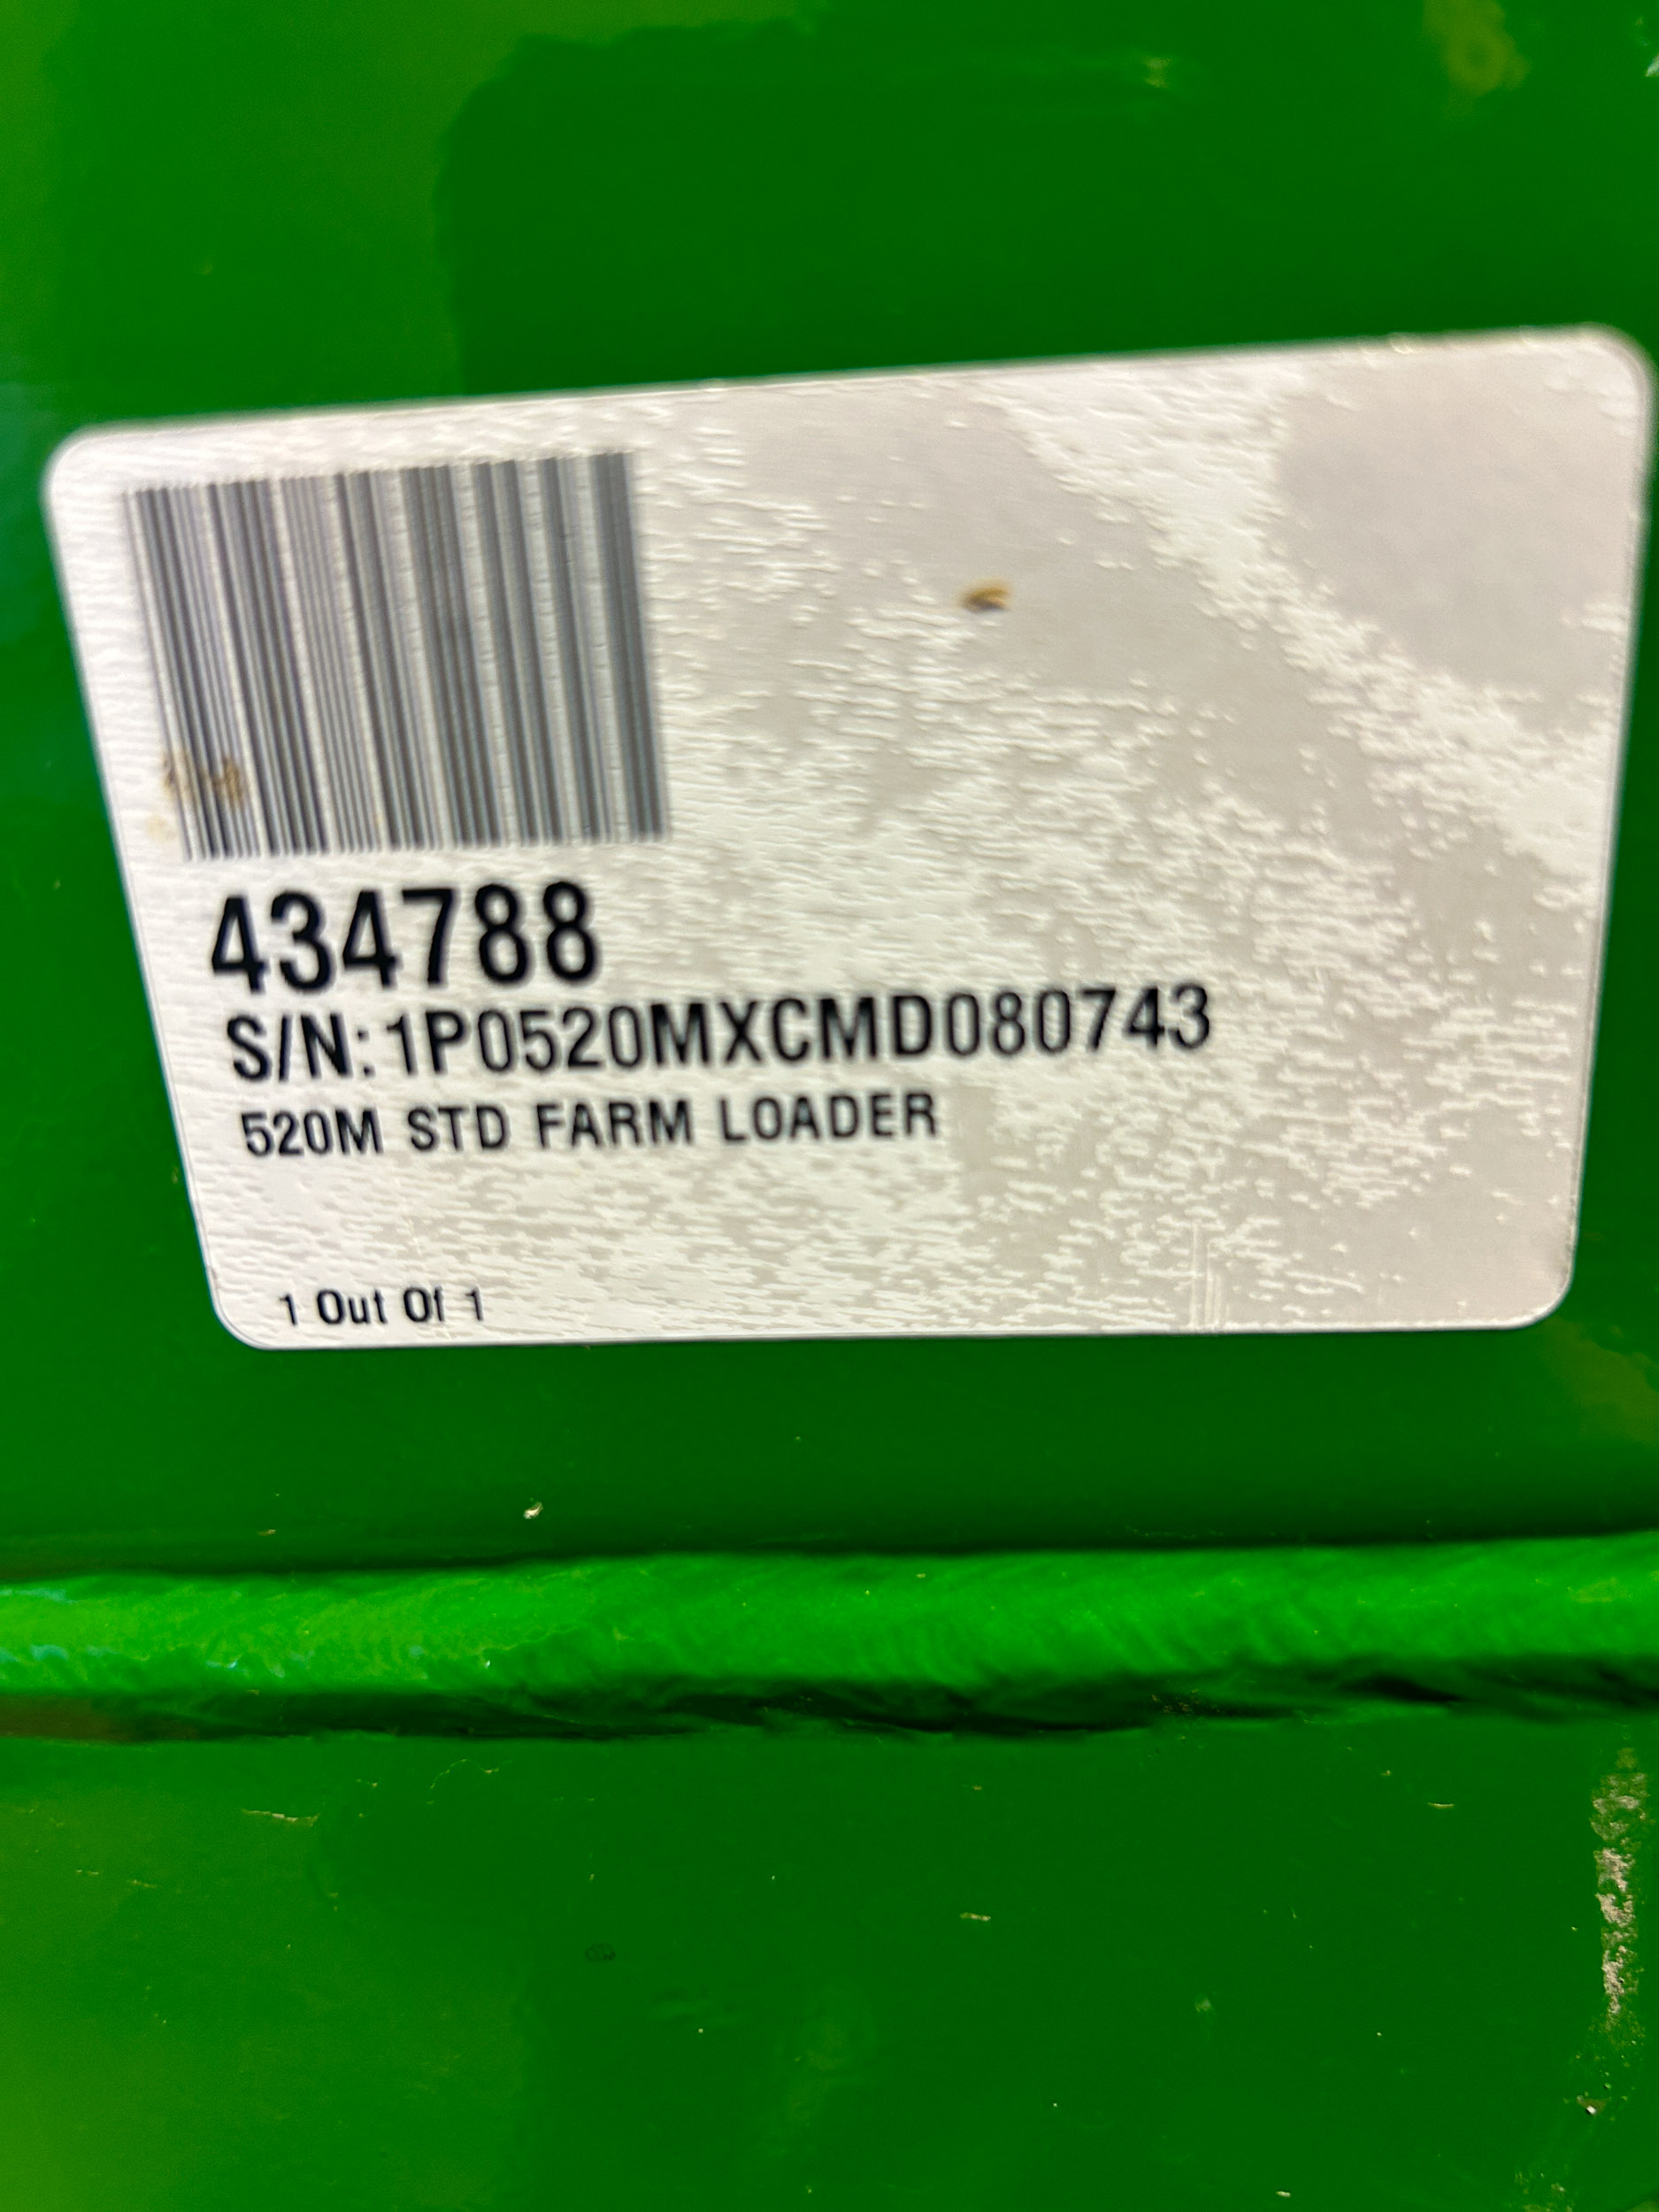 434788
S/N: 1P0520MXCMD080743
520M STD FARM LOADER
1 Out Of 1